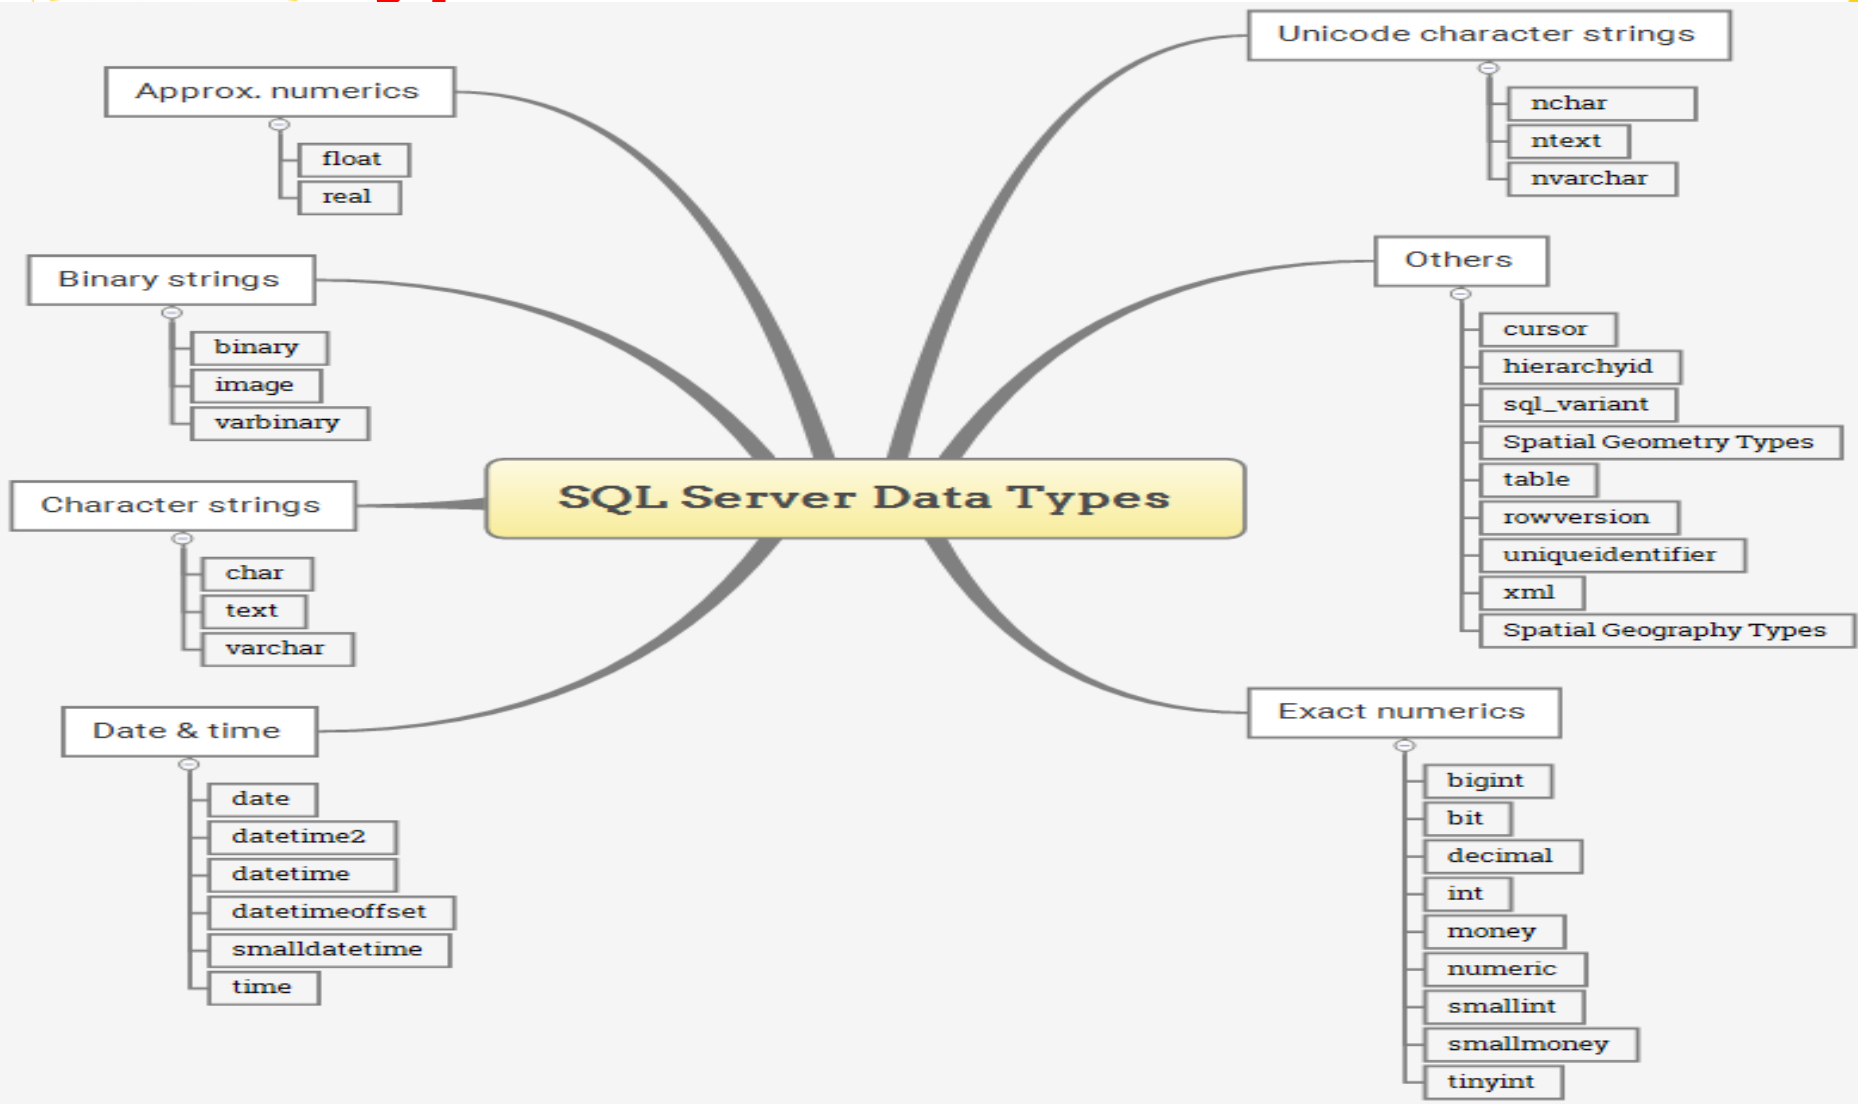 Approx. numerics
float
real
Binary strings
binary
image
varbinary
Character strings
char
text
varchar
Date & time
date
datetime2
datetime
datetimeoffset
smalldatetime
time
SQL Server Data Types
Unicode character strings
nchar
ntext
nvarchar
Others
cursor
hierarchyid
sql_variant
Spatial Geometry Types
table
rowversion
uniqueidentifier
xml
Spatial Geography Types
Exact numerics
bigint
bit
decimal
int
money
numeric
smallint
smallmoney
tinyint